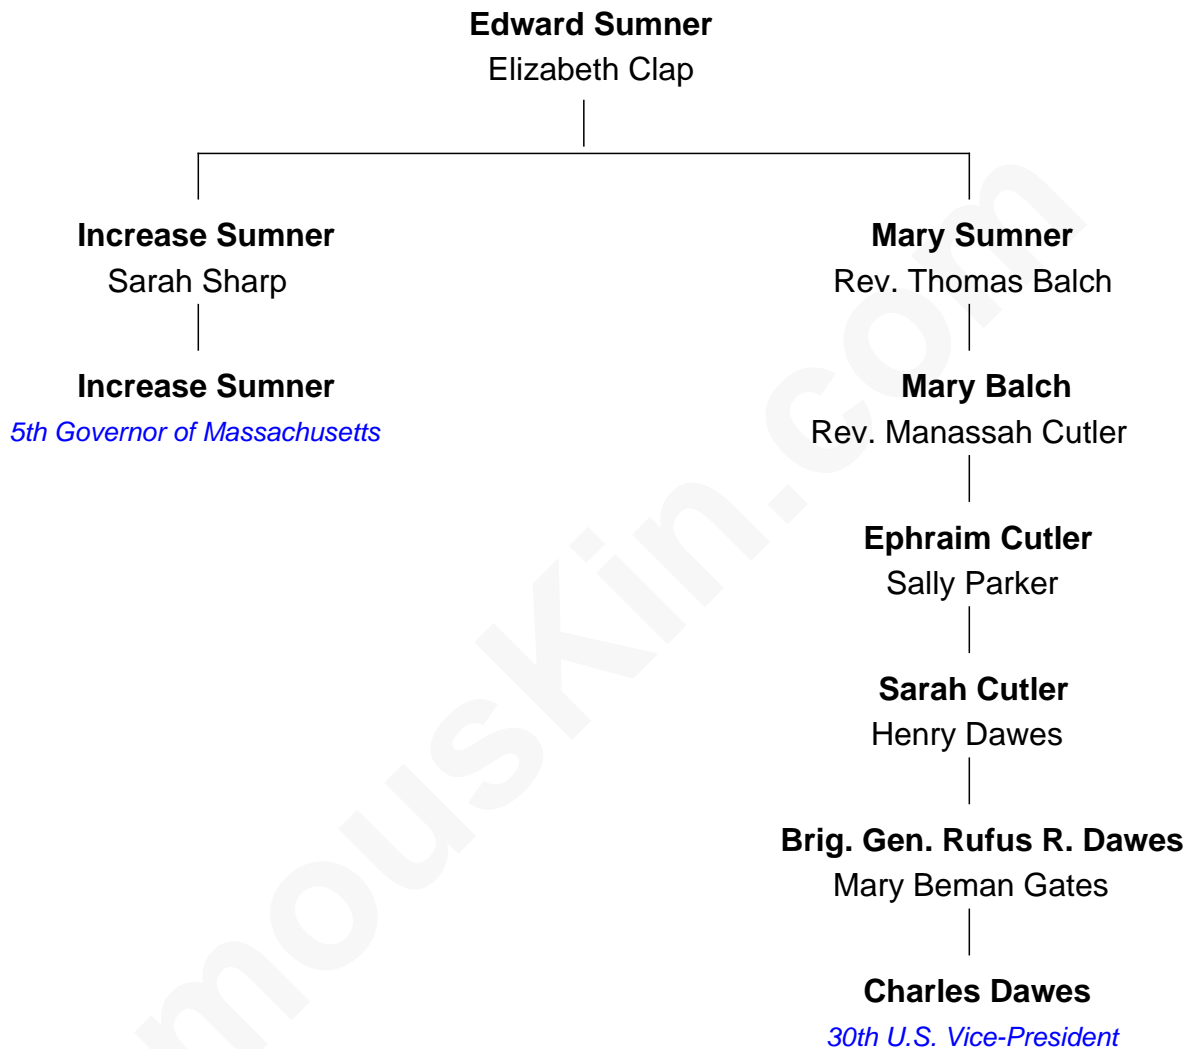 Edward Sumner
Elizabeth Clap
Increase Sumner
Sarah Sharp
Increase Sumner
5th Governor of Massachusetts
Mary Sumner
Rev. Thomas Balch
Mary Balch
Rev. Manassah Cutler
Ephraim Cutler
Sally Parker
Sarah Cutler
Henry Dawes
Brig. Gen. Rufus R. Dawes
Mary Beman Gates
Charles Dawes
30th U.S. Vice-President
mouskin.com